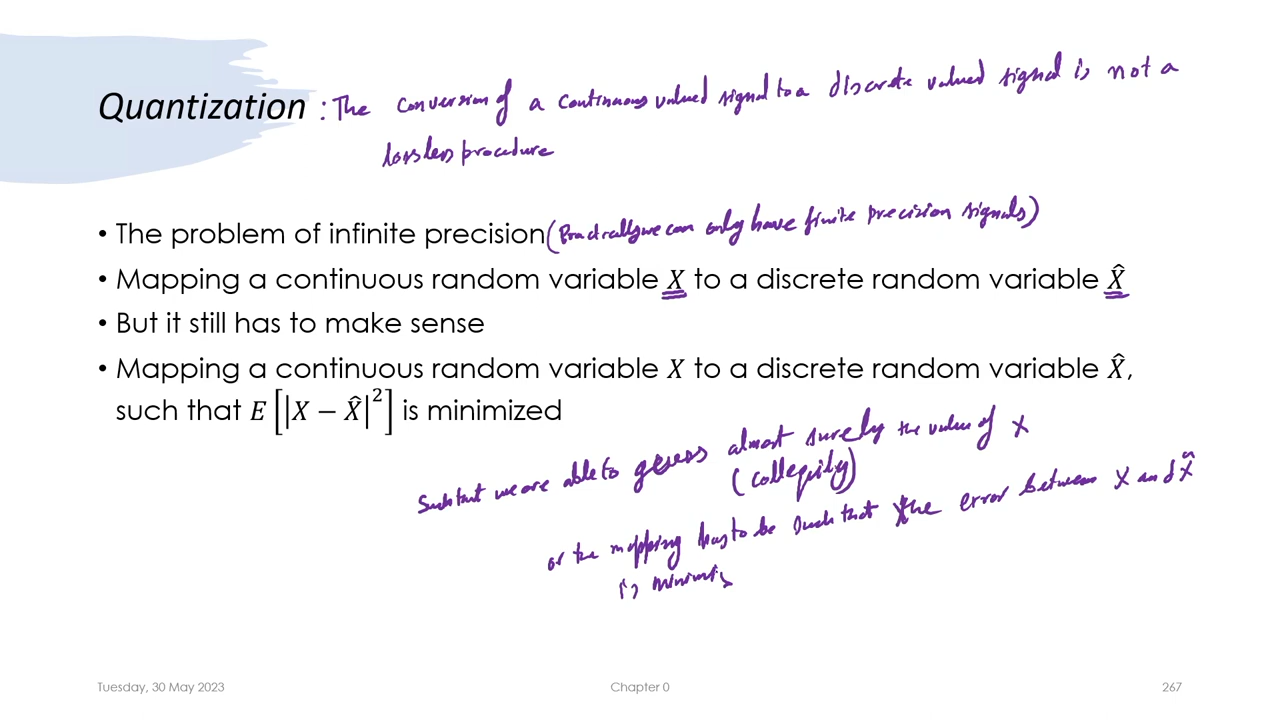 Quantization : The conversion of a continuous valued signal to a discrete valued signal is not a
lossless procedure
• The problem of infinite precision (Practically we can only have finite precision signals)
• Mapping a continuous random variable X to a discrete random variable X̂
• But it still has to make sense
• Mapping a continuous random variable X to a discrete random variable X̂,
such that E[|X − X̂|²] is minimized
Such that we are able to guess almost surely the value of X
or the mapping has to be such that the error between X and X̂
is minimis
Tuesday, 30 May 2023
Chapter 0
267